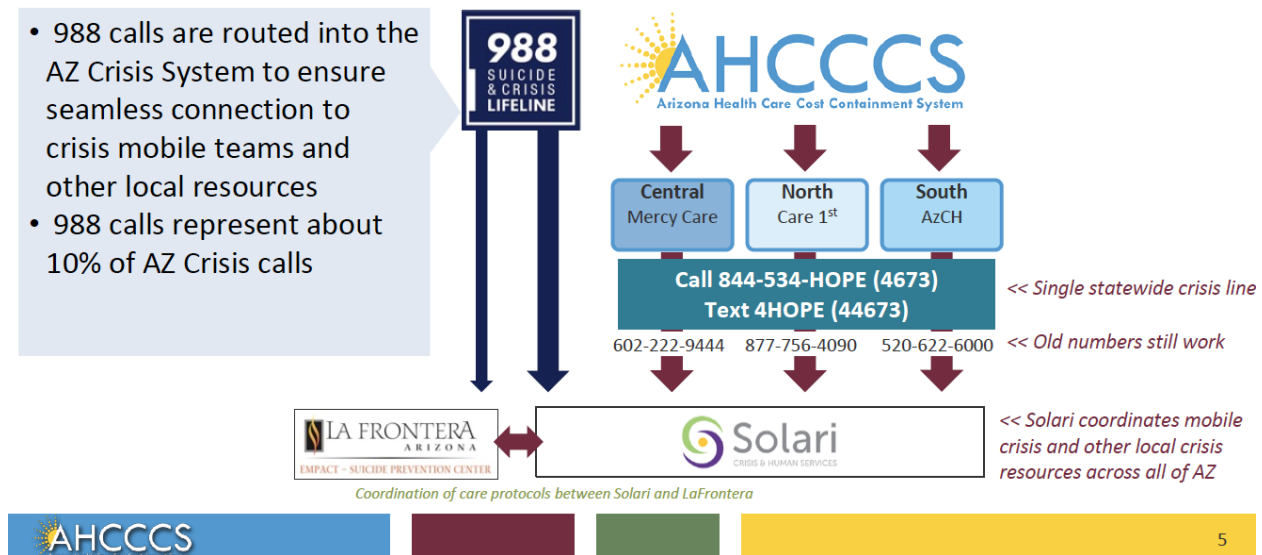 • 988 calls are routed into the
AZ Crisis System to ensure
seamless connection to
crisis mobile teams and
other local resources
• 988 calls represent about
10% of AZ Crisis calls
988
SUICIDE
& CRISIS
LIFELINE
AHCCCS
Arizona Health Care Cost Containment System
Central
Mercy Care
North
Care 1st
South
AzCH
Call 844-534-HOPE (4673)
Text 4HOPE (44673)
<< Single statewide crisis line
602-222-9444 877-756-4090 520-622-6000
<< Old numbers still work
LA FRONTERA
ARIZONA
EMPACT – SUICIDE PREVENTION CENTER
Solari
CRISIS & HUMAN SERVICES
<< Solari coordinates mobile
crisis and other local crisis
resources across all of AZ
Coordination of care protocols between Solari and LaFrontera
AHCCCS
5